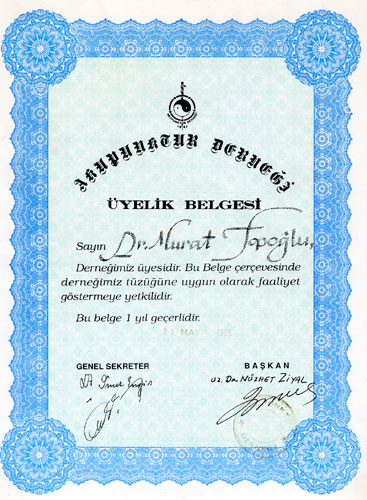 AKUPUNKTUR DERNEĞİ
ÜYELİK BELGESİ
Sayın Dr. Murat Topoğlu,
Derneğimiz üyesidir. Bu Belge çerçevesinde
derneğimiz tüzüğüne uygun olarak faaliyet
göstermeye yetkilidir.
Bu belge 1 yıl geçerlidir.
GENEL SEKRETER
BAŞKAN
Uz. Dr. NÜZHET ZİYAL